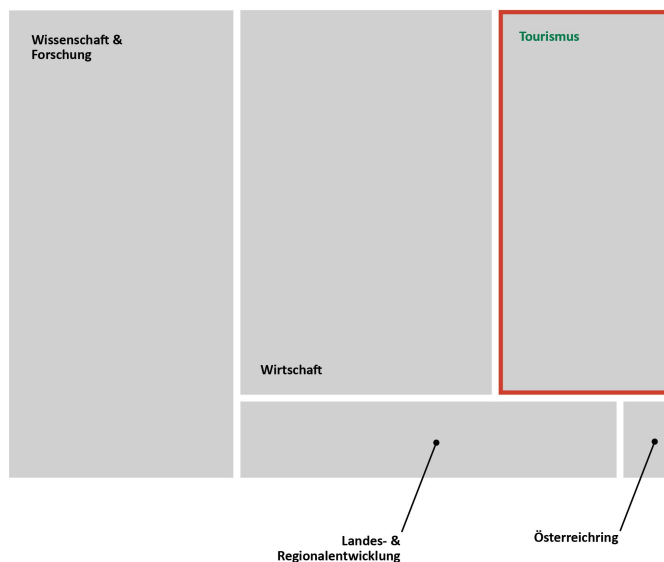 Wissenschaft &
Forschung
Tourismus
Wirtschaft
Landes- &
Regionalentwicklung
Österreichring